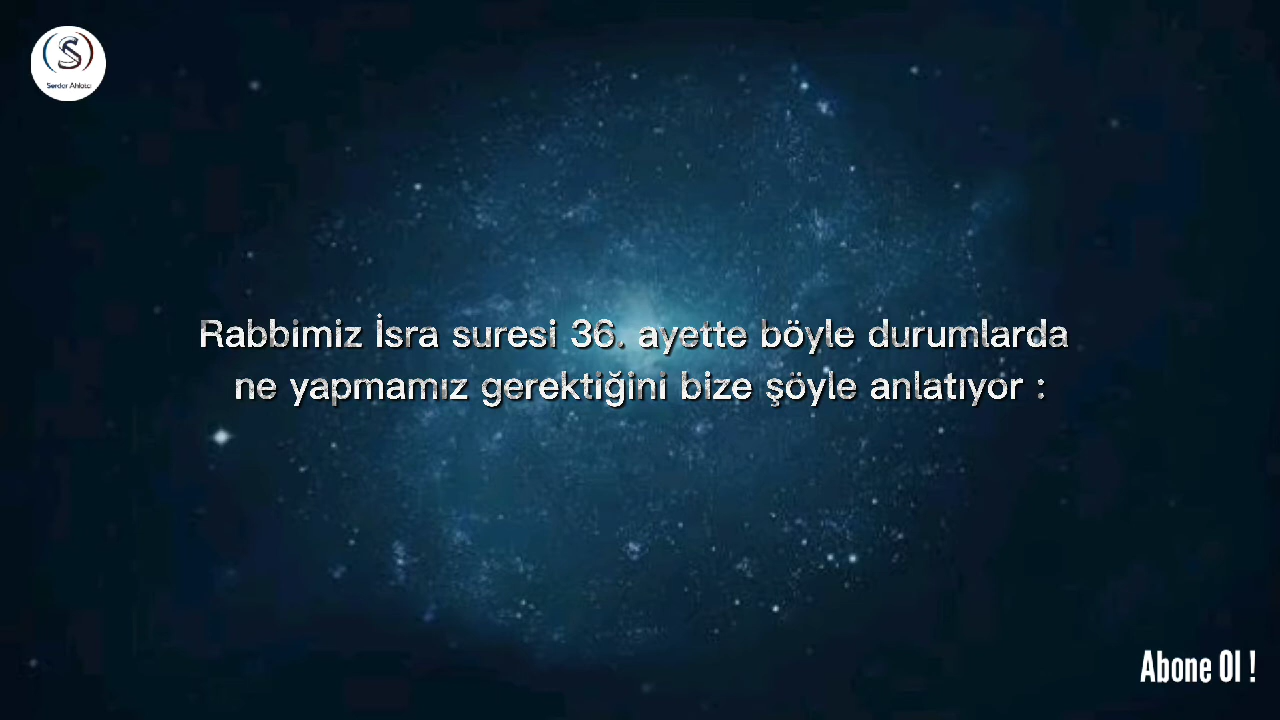 Rabbimiz İsra suresi 36. ayette böyle durumlarda
ne yapmamız gerektiğini bize şöyle anlatıyor :
Abone Ol !